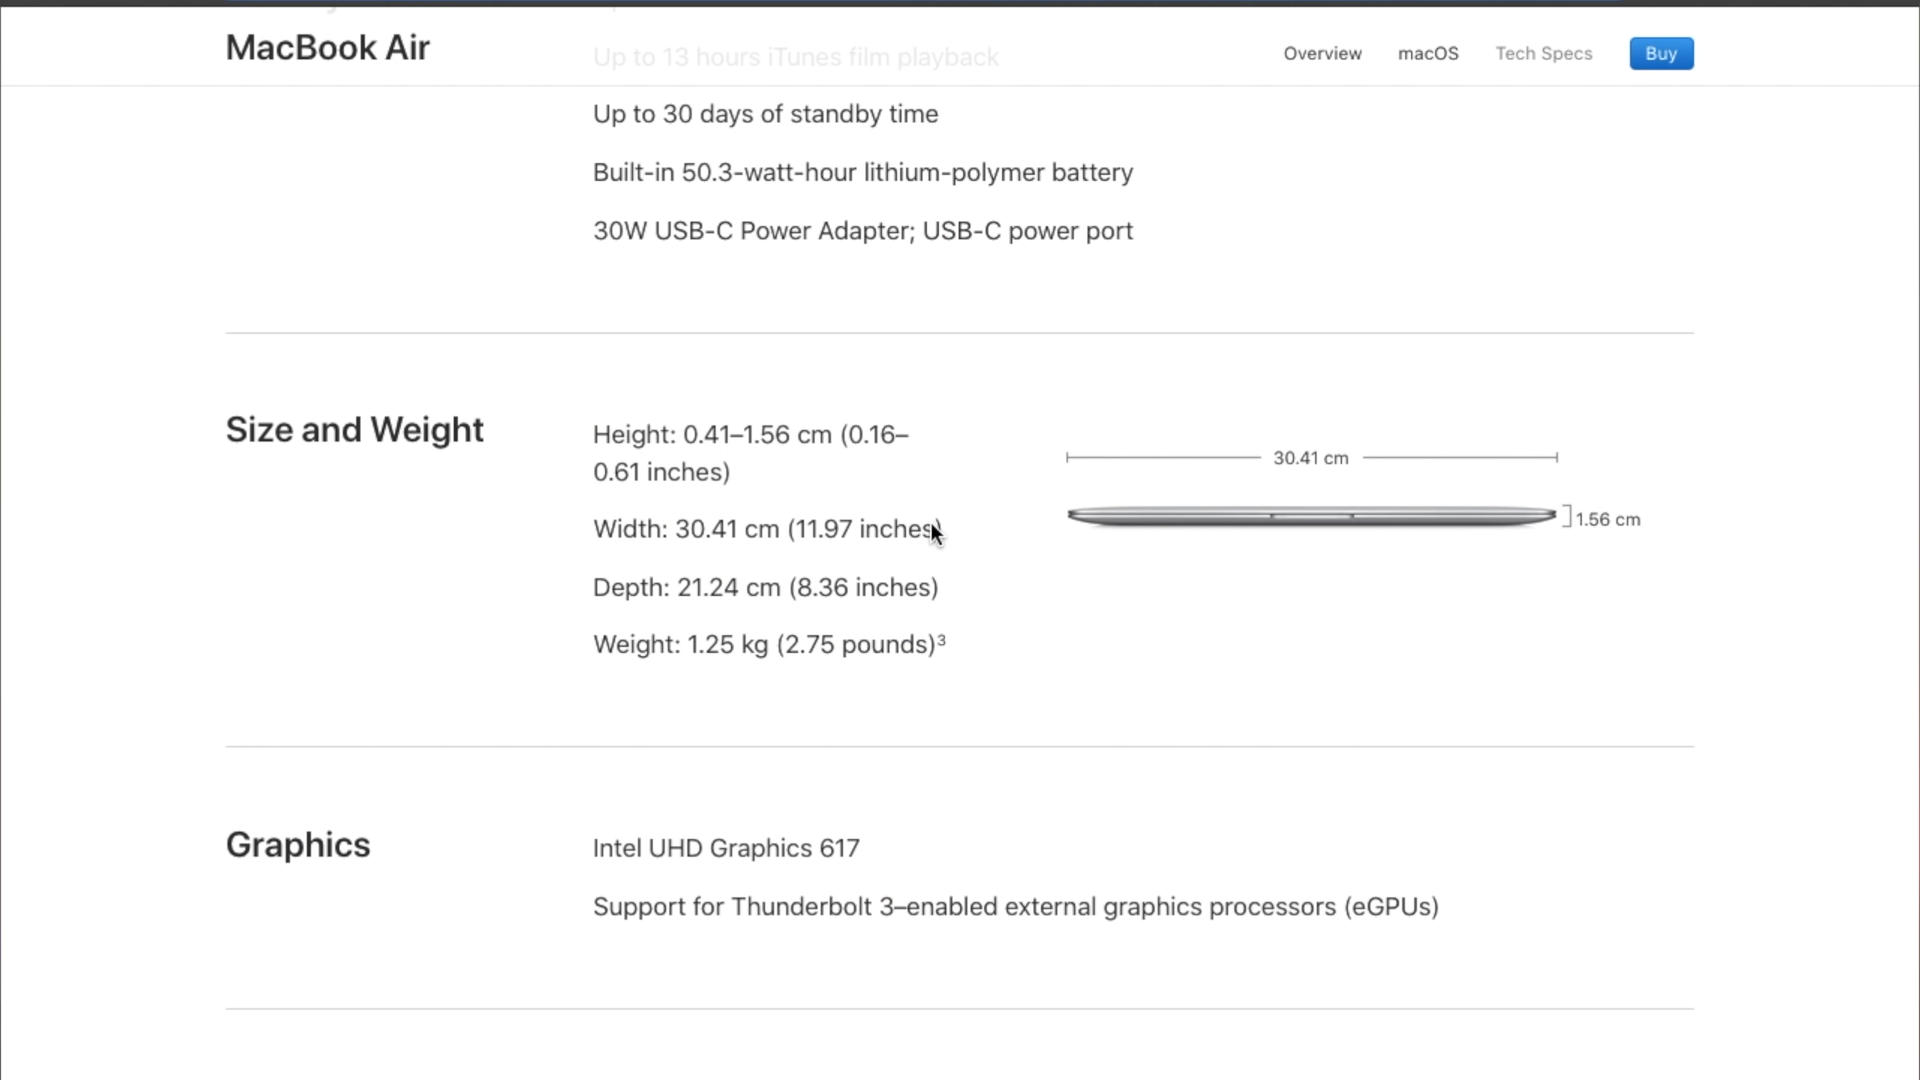 MacBook Air
Overview
macOS
Tech Specs
Buy
Up to 13 hours iTunes film playback
Up to 30 days of standby time
Built-in 50.3-watt-hour lithium-polymer battery
30W USB-C Power Adapter; USB-C power port
Size and Weight
Height: 0.41–1.56 cm (0.16–
0.61 inches)
Width: 30.41 cm (11.97 inches)
Depth: 21.24 cm (8.36 inches)
Weight: 1.25 kg (2.75 pounds)³
30.41 cm
1.56 cm
Graphics
Intel UHD Graphics 617
Support for Thunderbolt 3–enabled external graphics processors (eGPUs)